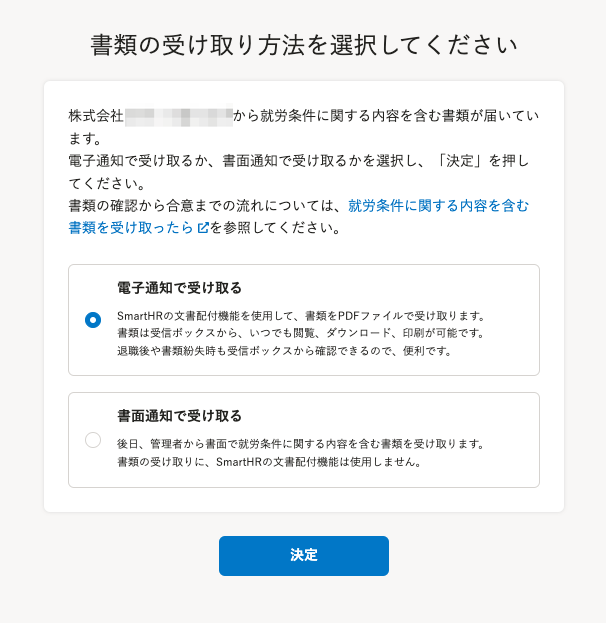 書類の受け取り方法を選択してください
株式会社から就労条件に関する内容を含む書類が届いてい
ます。
電子通知で受け取るか、書面通知で受け取るかを選択し、「決定」を押し
てください。
書類の確認から合意までの流れについては、就労条件に関する内容を含む
書類を受け取ったらを参照してください。
電子通知で受け取る
SmartHRの文書配付機能を使用して、書類をPDFファイルで受け取ります。
書類は受信ボックスから、いつでも閲覧、ダウンロード、印刷が可能です。
退職後や書類紛失時も受信ボックスから確認できるので、便利です。
書面通知で受け取る
後日、管理者から書面で就労条件に関する内容を含む書類を受け取ります。
書類の受け取りに、SmartHRの文書配付機能は使用しません。
決定